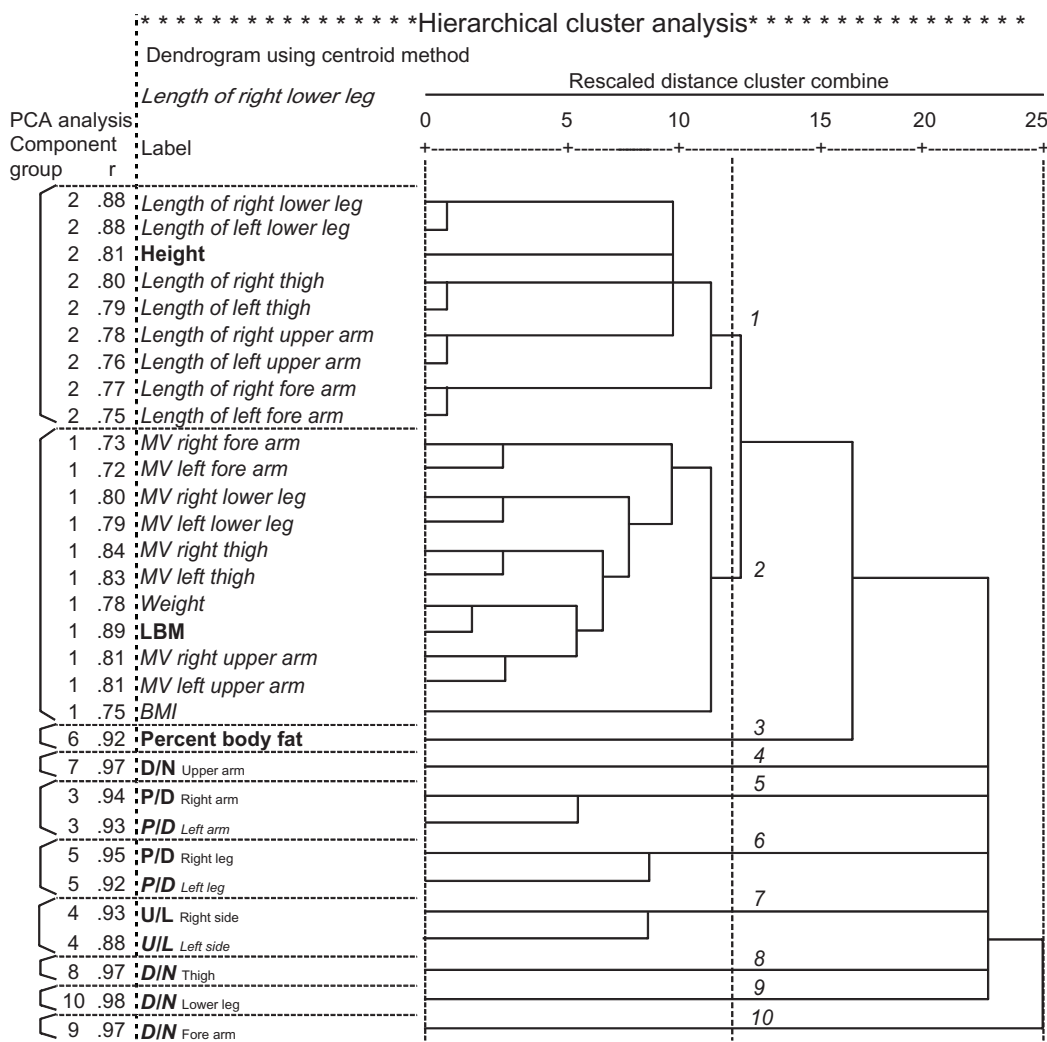 * * * * * * * * * * * * * * * *Hierarchical cluster analysis* * * * * * * * * * * * * * * *
Dendrogram using centroid method
Rescaled distance cluster combine
Length of right lower leg
PCA analysis
0 5 10 15 20 25
Component
group r Label
2 .88 Length of right lower leg
2 .88 Length of left lower leg
2 .81 Height
2 .80 Length of right thigh
2 .79 Length of left thigh
1
2 .78 Length of right upper arm
2 .76 Length of left upper arm
2 .77 Length of right fore arm
2 .75 Length of left fore arm
1 .73 MV right fore arm
1 .72 MV left fore arm
1 .80 MV right lower leg
1 .79 MV left lower leg
1 .84 MV right thigh
2
1 .83 MV left thigh
1 .78 Weight
1 .89 LBM
1 .81 MV right upper arm
1 .81 MV left upper arm
1 .75 BMI
3
6 .92 Percent body fat
4
7 .97 D/N Upper arm
5
3 .94 P/D Right arm
3 .93 P/D Left arm
6
5 .95 P/D Right leg
5 .92 P/D Left leg
7
4 .93 U/L Right side
4 .88 U/L Left side
8
8 .97 D/N Thigh
9
10 .98 D/N Lower leg
10
9 .97 D/N Fore arm